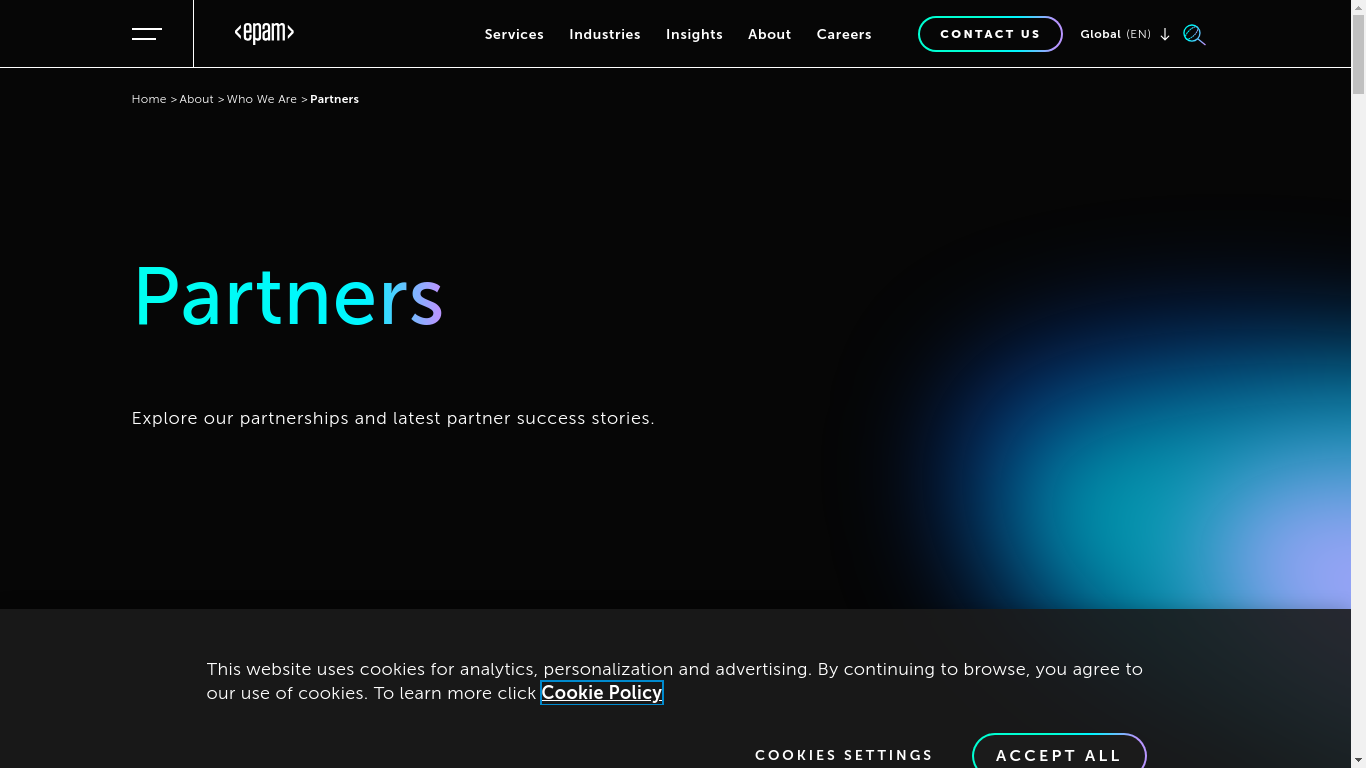 <epam>
Services Industries Insights About Careers
CONTACT US
Global (EN)
Home > About > Who We Are > Partners
Partners
Explore our partnerships and latest partner success stories.
This website uses cookies for analytics, personalization and advertising. By continuing to browse, you agree to
our use of cookies. To learn more click Cookie Policy
COOKIES SETTINGS
ACCEPT ALL